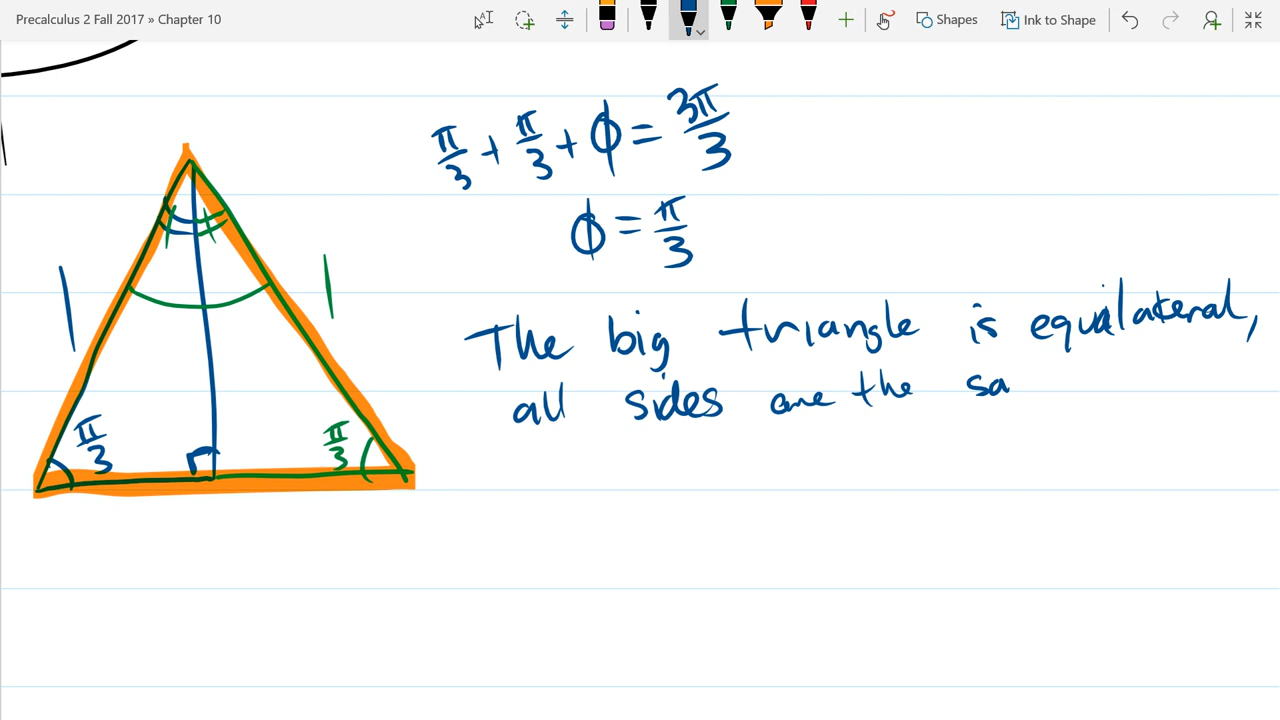 Precalculus 2 Fall 2017 » Chapter 10
Shapes
Ink to Shape
π/3 + π/3 + ϕ = 3π/3
ϕ = π/3
1
1
The big triangle is equilateral,
all sides are the sa
π/3
π/3